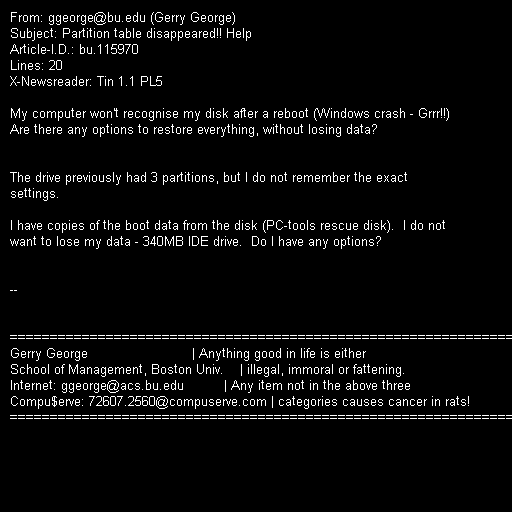 From: ggeorge@bu.edu (Gerry George)
Subject: Partition table disappeared!! Help
Article-I.D.: bu.115970
Lines: 20
X-Newsreader: Tin 1.1 PL5
My computer won't recognise my disk after a reboot (Windows crash - Grrr!!)
Are there any options to restore everything, without losing data?
The drive previously had 3 partitions, but I do not remember the exact
settings.
I have copies of the boot data from the disk (PC-tools rescue disk).  I do not
want to lose my data - 340MB IDE drive.  Do I have any options?
--
==============================================================
Gerry George                              | Anything good in life is either
School of Management, Boston Univ.     | illegal, immoral or fattening.
Internet: ggeorge@acs.bu.edu            | Any item not in the above three
Compu$erve: 72607.2560@compuserve.com | categories causes cancer in rats!
==============================================================